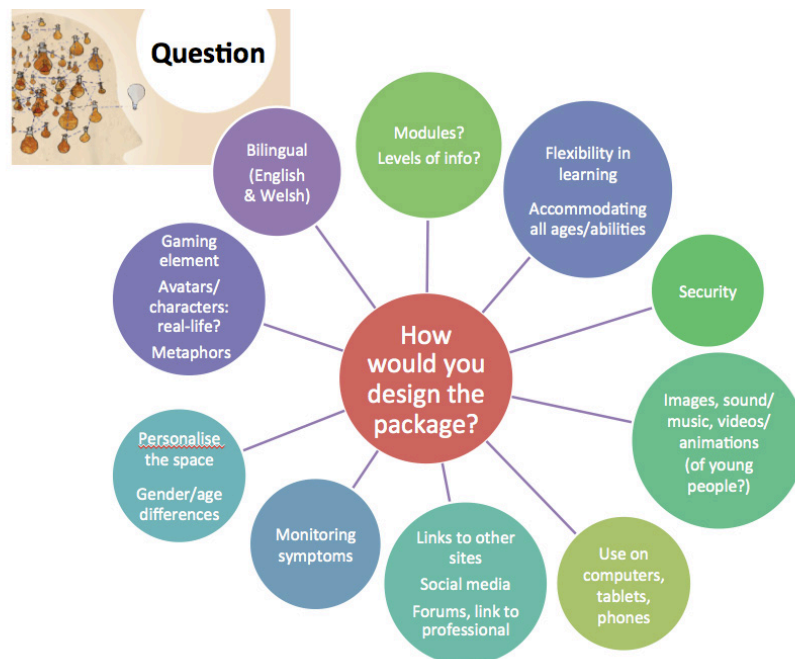 Question
How
would you
design the
package?
Modules?
Levels of info?
Flexibility in
learning
Accommodating
all ages/abilities
Security
Images, sound/
music, videos/
animations
(of young
people?)
Use on
computers,
tablets,
phones
Links to other
sites
Social media
Forums, link to
professional
Monitoring
symptoms
Personalise
the space
Gender/age
differences
Gaming
element
Avatars/
characters:
real-life?
Metaphors
Bilingual
(English
& Welsh)